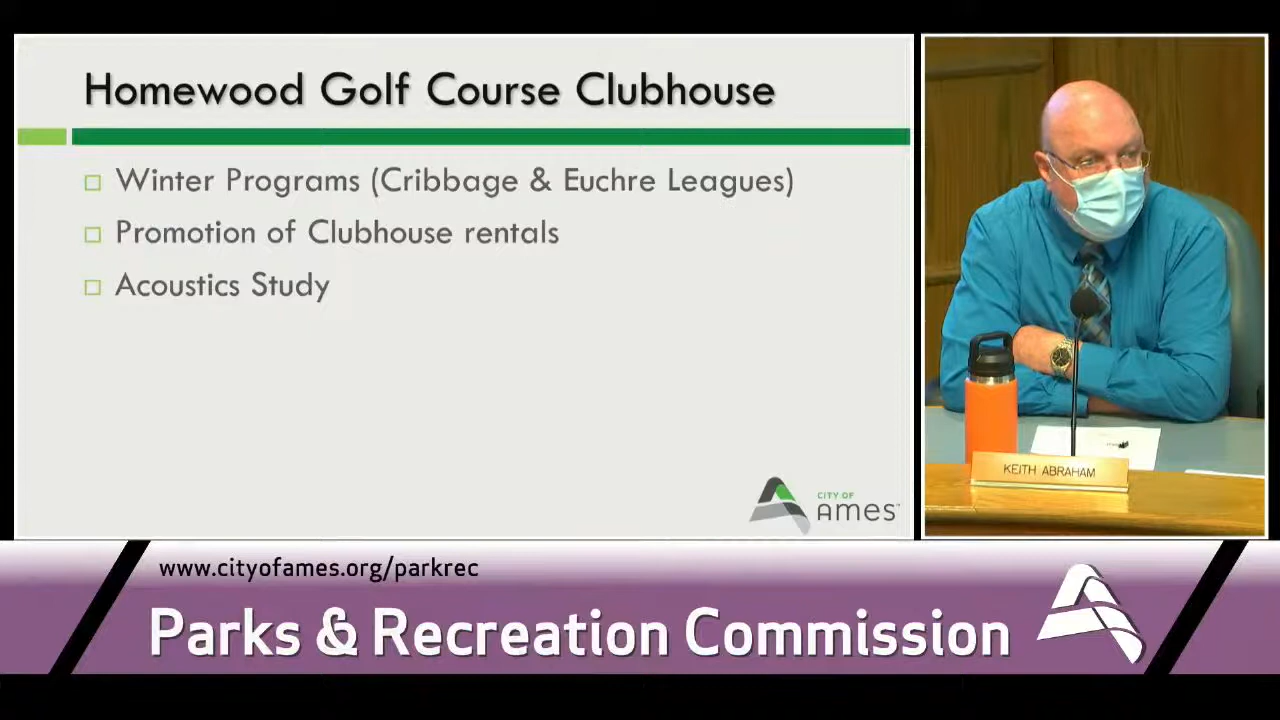 Homewood Golf Course Clubhouse
Winter Programs (Cribbage & Euchre Leagues)
Promotion of Clubhouse rentals
Acoustics Study
CITY OF
AMES™
KEITH ABRAHAM
www.cityofames.org/parkrec
Parks & Recreation Commission